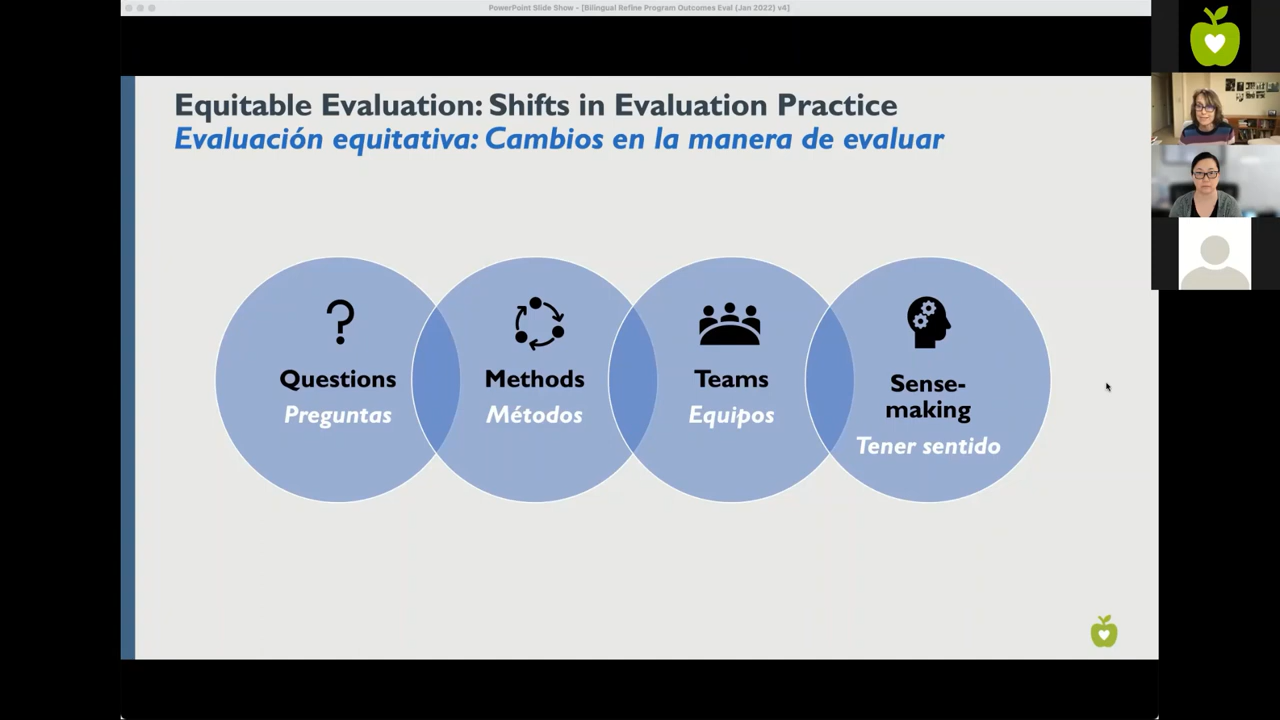 PowerPoint Slide Show - [Bilingual Refine Program Outcomes Eval (Jan 2022) v4]
Equitable Evaluation: Shifts in Evaluation Practice
Evaluación equitativa: Cambios en la manera de evaluar
Questions
Preguntas
Methods
Métodos
Teams
Equipos
Sense-
making
Tener sentido